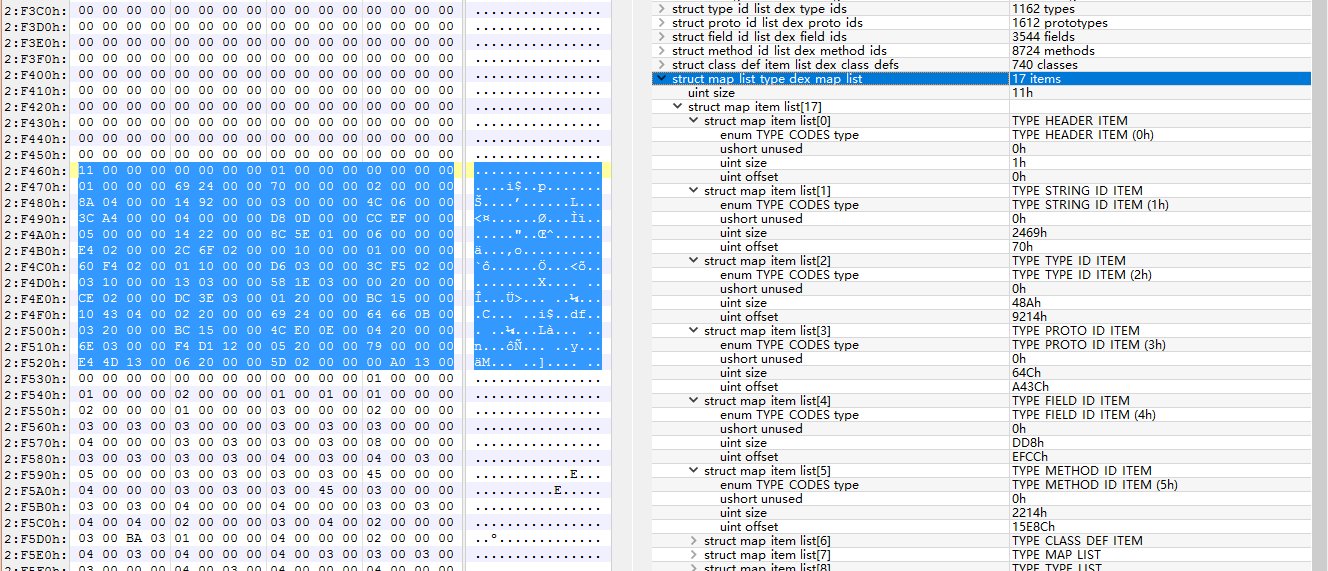 2:F3C0h: 00 00 00 00 00 00 00 00 00 00 00 00 00 00 00 00 ................
2:F3D0h: 00 00 00 00 00 00 00 00 00 00 00 00 00 00 00 00 ................
2:F3E0h: 00 00 00 00 00 00 00 00 00 00 00 00 00 00 00 00 ................
2:F3F0h: 00 00 00 00 00 00 00 00 00 00 00 00 00 00 00 00 ................
2:F400h: 00 00 00 00 00 00 00 00 00 00 00 00 00 00 00 00 ................
2:F410h: 00 00 00 00 00 00 00 00 00 00 00 00 00 00 00 00 ................
2:F420h: 00 00 00 00 00 00 00 00 00 00 00 00 00 00 00 00 ................
2:F430h: 00 00 00 00 00 00 00 00 00 00 00 00 00 00 00 00 ................
2:F440h: 00 00 00 00 00 00 00 00 00 00 00 00 00 00 00 00 ................
2:F450h: 00 00 00 00 00 00 00 00 00 00 00 00 00 00 00 00 ................
2:F460h: 11 00 00 00 00 00 00 00 01 00 00 00 00 00 00 00 ................
2:F470h: 01 00 00 00 69 24 00 00 70 00 00 00 02 00 00 00 ....i$..p.......
2:F480h: 8A 04 00 00 14 92 00 00 03 00 00 00 4C 06 00 00 Š....’......L...
2:F490h: 3C A4 00 00 04 00 00 00 D8 0D 00 00 CC EF 00 00 <¤......Ø...Ìï..
2:F4A0h: 05 00 00 00 14 22 00 00 8C 5E 01 00 06 00 00 00 ....."..Œ^......
2:F4B0h: E4 02 00 00 2C 6F 02 00 00 10 00 00 01 00 00 00 ä...,o..........
2:F4C0h: 60 F4 02 00 01 10 00 00 D6 03 00 00 3C F5 02 00 `ô......Ö...<õ..
2:F4D0h: 03 10 00 00 13 03 00 00 58 1E 03 00 00 20 00 00 ........X.... ..
2:F4E0h: CE 02 00 00 DC 3E 03 00 01 20 00 00 BC 15 00 00 Î...Ü>... ..¼...
2:F4F0h: 10 43 04 00 02 20 00 00 69 24 00 00 64 66 0B 00 .C... ..i$..df..
2:F500h: 03 20 00 00 BC 15 00 00 4C E0 0E 00 04 20 00 00 . ..¼...Là... ..
2:F510h: 6E 03 00 00 F4 D1 12 00 05 20 00 00 79 00 00 00 n...ôÑ... ..y...
2:F520h: E4 4D 13 00 06 20 00 00 5D 02 00 00 00 A0 13 00 äM... ..].... ..
2:F530h: 00 00 00 00 00 00 00 00 00 00 00 00 01 00 00 00 ................
2:F540h: 01 00 00 00 02 00 00 00 01 00 01 00 01 00 00 00 ................
2:F550h: 02 00 00 00 01 00 00 00 03 00 00 00 02 00 00 00 ................
2:F560h: 03 00 03 00 03 00 00 00 03 00 03 00 03 00 03 00 ................
2:F570h: 04 00 00 00 03 00 03 00 03 00 03 00 08 00 00 00 ................
2:F580h: 03 00 03 00 03 00 03 00 04 00 03 00 04 00 03 00 ................
2:F590h: 05 00 00 00 03 00 03 00 03 00 03 00 45 00 00 00 ............E...
2:F5A0h: 04 00 00 00 03 00 03 00 03 00 45 00 03 00 00 00 ..........E.....
2:F5B0h: 03 00 03 00 04 00 00 00 04 00 00 00 03 00 03 00 ................
2:F5C0h: 04 00 04 00 02 00 00 00 03 00 04 00 02 00 00 00 ................
2:F5D0h: 03 00 BA 03 01 00 00 00 04 00 00 00 02 00 00 00 ..º.............
2:F5E0h: 04 00 03 00 04 00 00 00 04 00 03 00 03 00 03 00 ................
struct type id list dex type ids 1162 types
struct proto id list dex proto ids 1612 prototypes
struct field id list dex field ids 3544 fields
struct method id list dex method ids 8724 methods
struct class def item list dex class defs 740 classes
struct map list type dex map list 17 items
uint size 11h
struct map item list[17]
struct map item list[0] TYPE HEADER ITEM
enum TYPE CODES type TYPE HEADER ITEM (0h)
ushort unused 0h
uint size 1h
uint offset 0h
struct map item list[1] TYPE STRING ID ITEM
enum TYPE CODES type TYPE STRING ID ITEM (1h)
ushort unused 0h
uint size 2469h
uint offset 70h
struct map item list[2] TYPE TYPE ID ITEM
enum TYPE CODES type TYPE TYPE ID ITEM (2h)
ushort unused 0h
uint size 48Ah
uint offset 9214h
struct map item list[3] TYPE PROTO ID ITEM
enum TYPE CODES type TYPE PROTO ID ITEM (3h)
ushort unused 0h
uint size 64Ch
uint offset A43Ch
struct map item list[4] TYPE FIELD ID ITEM
enum TYPE CODES type TYPE FIELD ID ITEM (4h)
ushort unused 0h
uint size DD8h
uint offset EFCCh
struct map item list[5] TYPE METHOD ID ITEM
enum TYPE CODES type TYPE METHOD ID ITEM (5h)
ushort unused 0h
uint size 2214h
uint offset 15E8Ch
struct map item list[6] TYPE CLASS DEF ITEM
struct map item list[7] TYPE MAP LIST
struct map item list[8] TYPE TYPE LIST